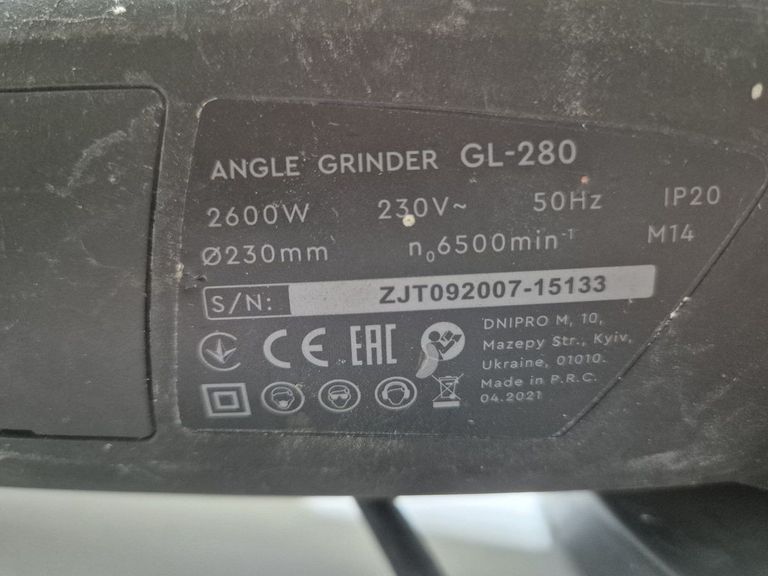 ANGLE GRINDER GL-280
2600W 230V~ 50Hz IP20
Ø230mm n₀6500min⁻¹ M14
S/N: ZJT092007-15133
CE EAC
DNIPRO M, 10,
Mazepy Str., Kyiv,
Ukraine, 01010.
Made in P.R.C.
04.2021